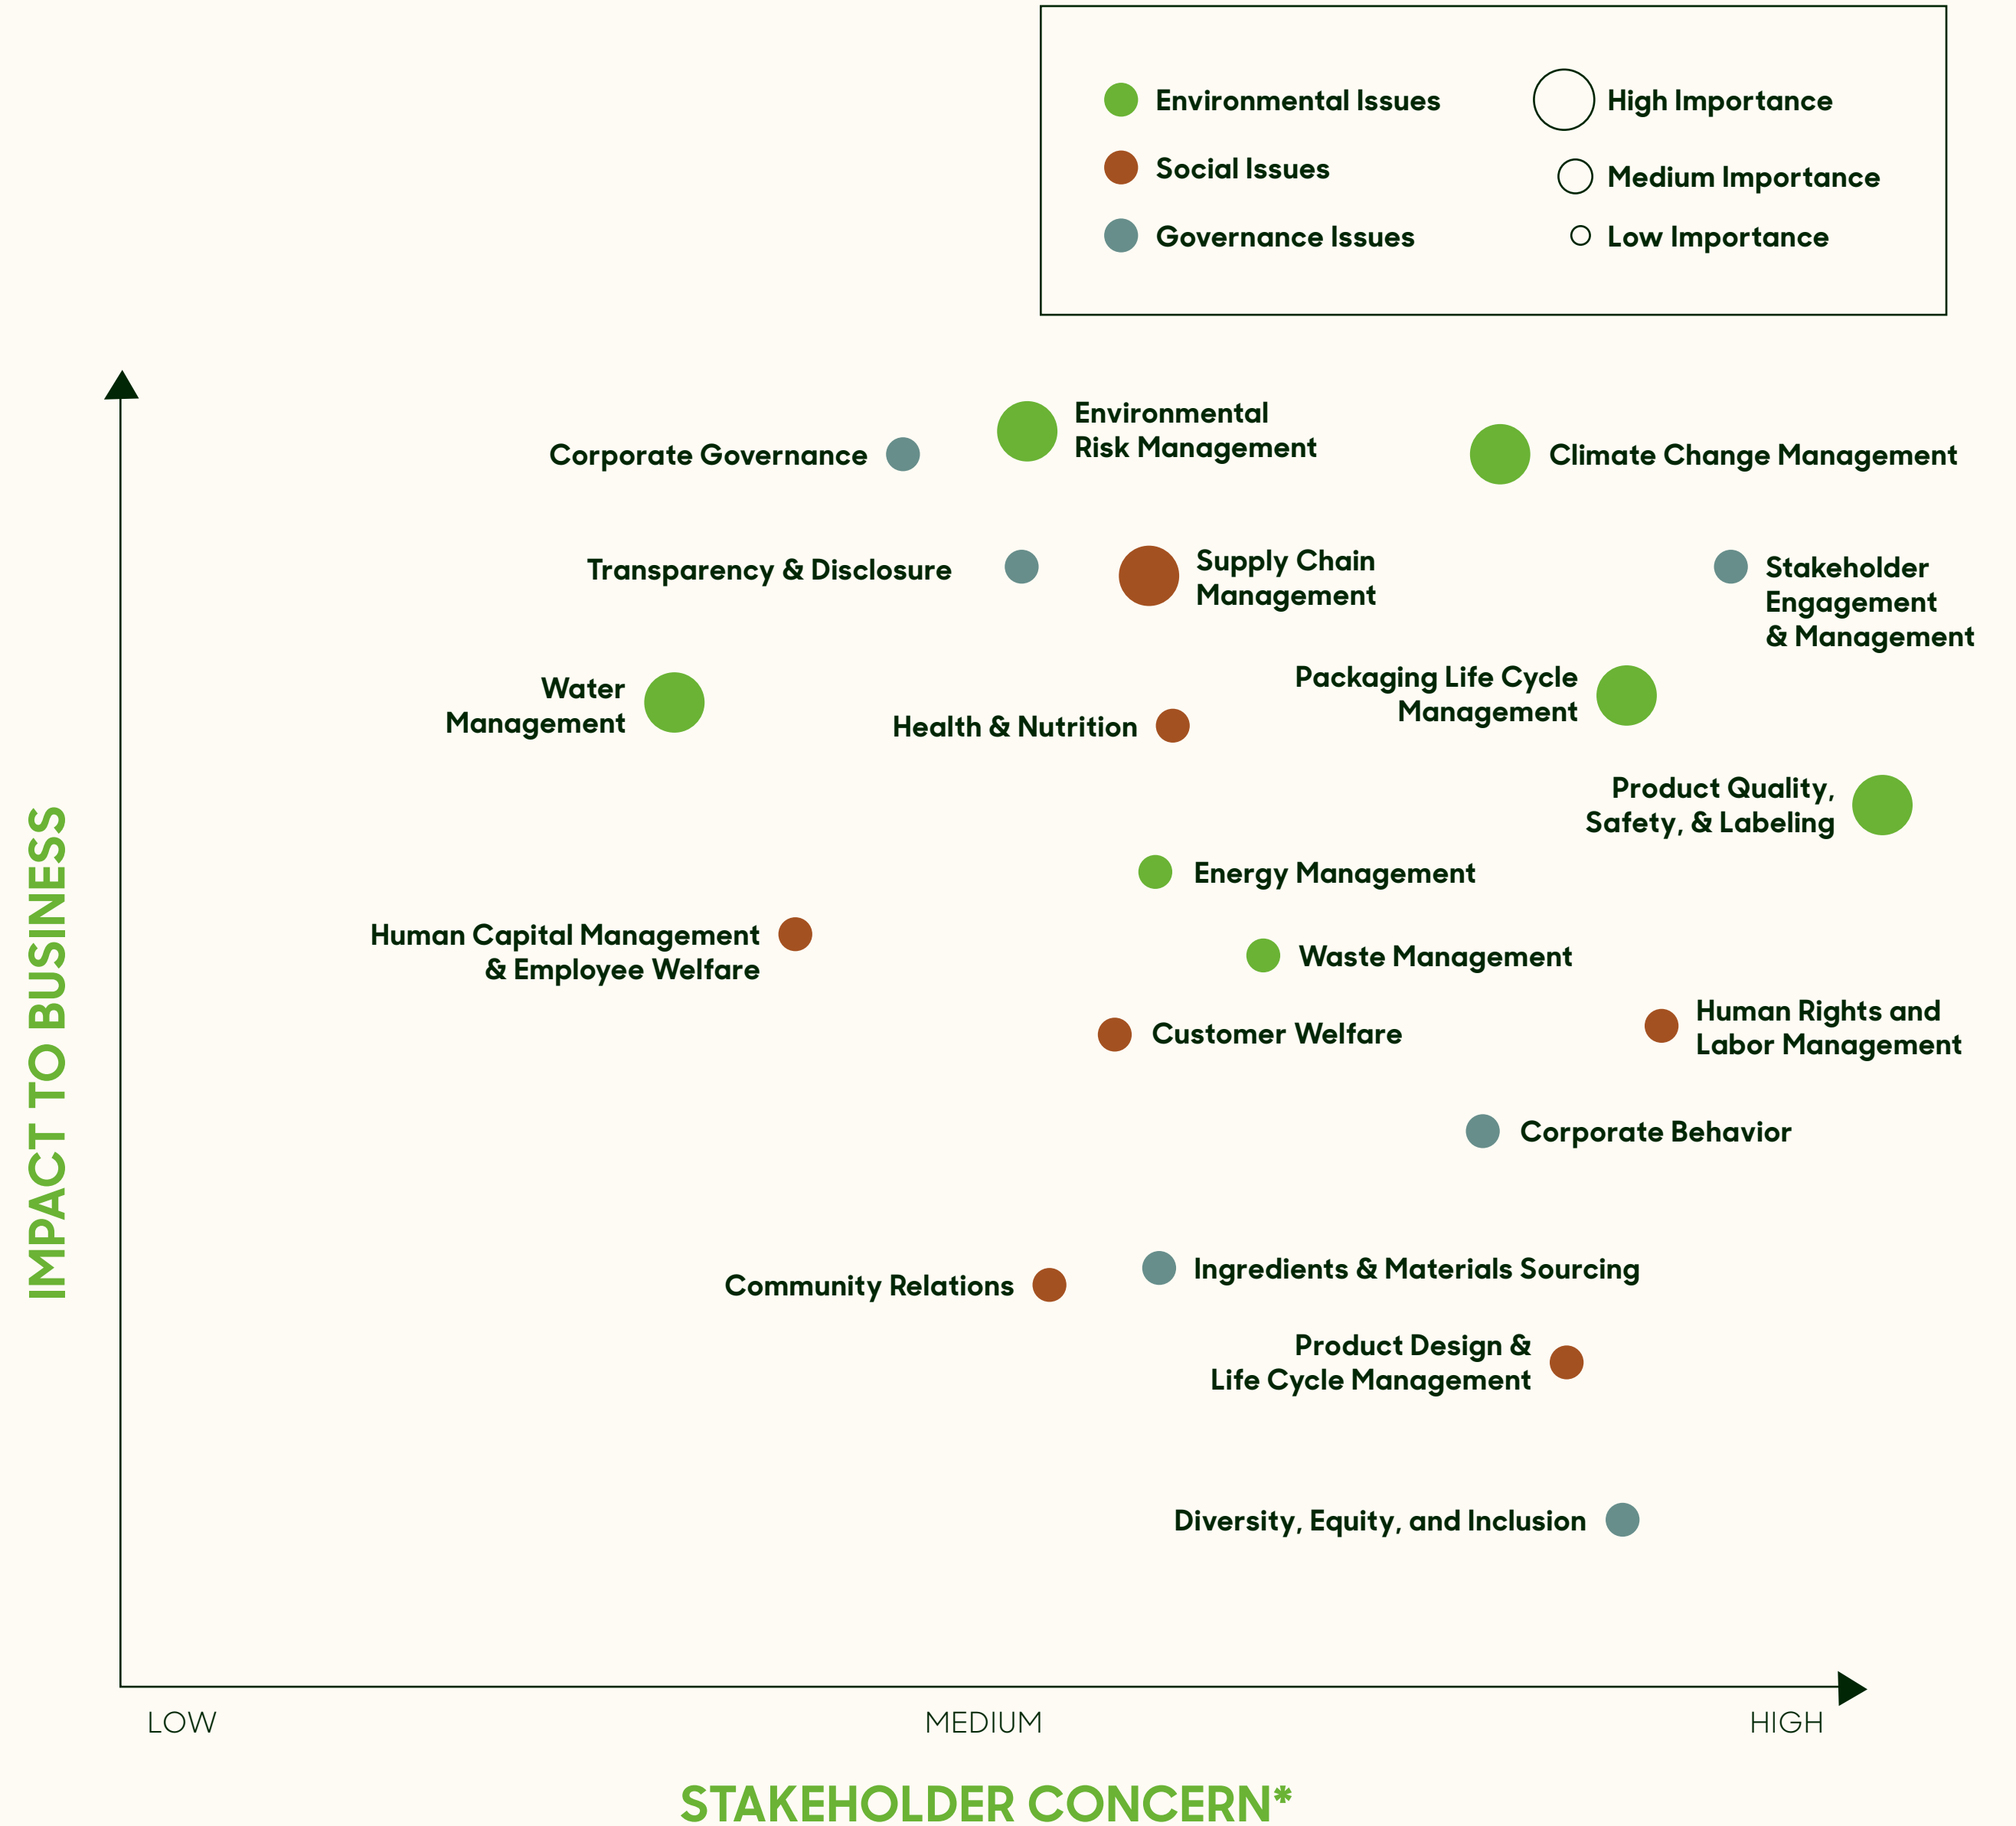 Environmental Issues
Social Issues
Governance Issues
High Importance
Medium Importance
Low Importance
Environmental
Risk Management
Corporate Governance
Climate Change Management
Transparency & Disclosure
Supply Chain
Management
Stakeholder
Engagement
& Management
Water
Management
Packaging Life Cycle
Management
Health & Nutrition
Product Quality,
Safety, & Labeling
Energy Management
Human Capital Management
& Employee Welfare
Waste Management
Human Rights and
Labor Management
Customer Welfare
Corporate Behavior
Ingredients & Materials Sourcing
Community Relations
Product Design &
Life Cycle Management
Diversity, Equity, and Inclusion
IMPACT TO BUSINESS
LOW
MEDIUM
HIGH
STAKEHOLDER CONCERN*